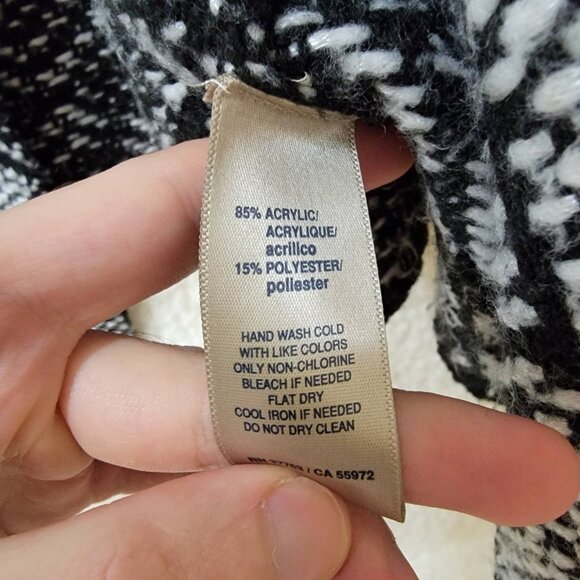 85% ACRYLIC/
ACRYLIQUE/
acrílico
15% POLYESTER/
poliester
HAND WASH COLD
WITH LIKE COLORS
ONLY NON-CHLORINE
BLEACH IF NEEDED
FLAT DRY
COOL IRON IF NEEDED
DO NOT DRY CLEAN
/ CA 55972